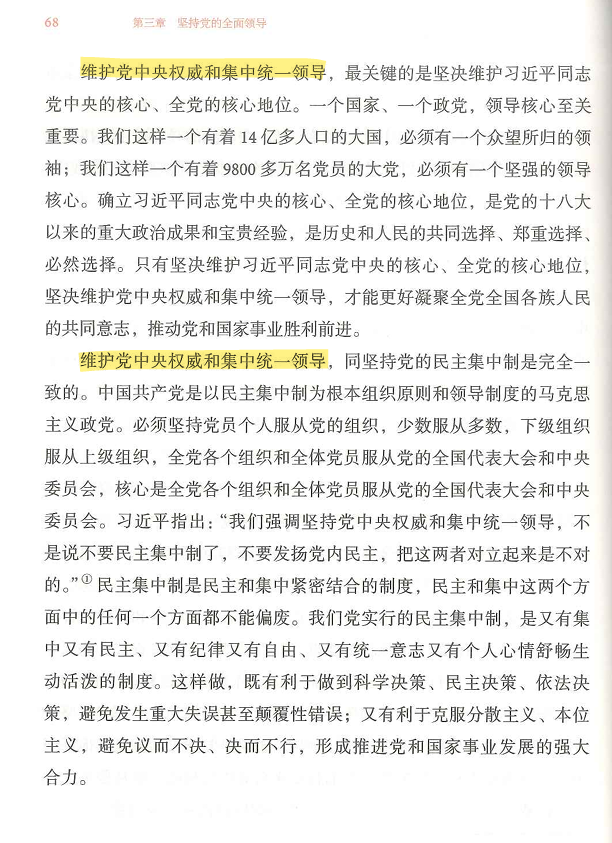 68 第三章 坚持党的全面领导
维护党中央权威和集中统一领导，最关键的是坚决维护习近平同志
党中央的核心、全党的核心地位。一个国家、一个政党，领导核心至关
重要。我们这样一个有着 14 亿多人口的大国，必须有一个众望所归的领
袖；我们这样一个有着 9800 多万名党员的大党，必须有一个坚强的领导
核心。确立习近平同志党中央的核心、全党的核心地位，是党的十八大
以来的重大政治成果和宝贵经验，是历史和人民的共同选择、郑重选择、
必然选择。只有坚决维护习近平同志党中央的核心、全党的核心地位，
坚决维护党中央权威和集中统一领导，才能更好凝聚全党全国各族人民
的共同意志，推动党和国家事业胜利前进。
维护党中央权威和集中统一领导，同坚持党的民主集中制是完全一
致的。中国共产党是以民主集中制为根本组织原则和领导制度的马克思
主义政党。必须坚持党员个人服从党的组织，少数服从多数，下级组织
服从上级组织，全党各个组织和全体党员服从党的全国代表大会和中央
委员会，核心是全党各个组织和全体党员服从党的全国代表大会和中央
委员会。习近平指出：“我们强调坚持党中央权威和集中统一领导，不
是说不要民主集中制了，不要发扬党内民主，把这两者对立起来是不对
的。”① 民主集中制是民主和集中紧密结合的制度，民主和集中这两个方
面中的任何一个方面都不能偏废。我们党实行的民主集中制，是又有集
中又有民主、又有纪律又有自由、又有统一意志又有个人心情舒畅生
动活泼的制度。这样做，既有利于做到科学决策、民主决策、依法决
策，避免发生重大失误甚至颠覆性错误；又有利于克服分散主义、本位
主义，避免议而不决、决而不行，形成推进党和国家事业发展的强大
合力。